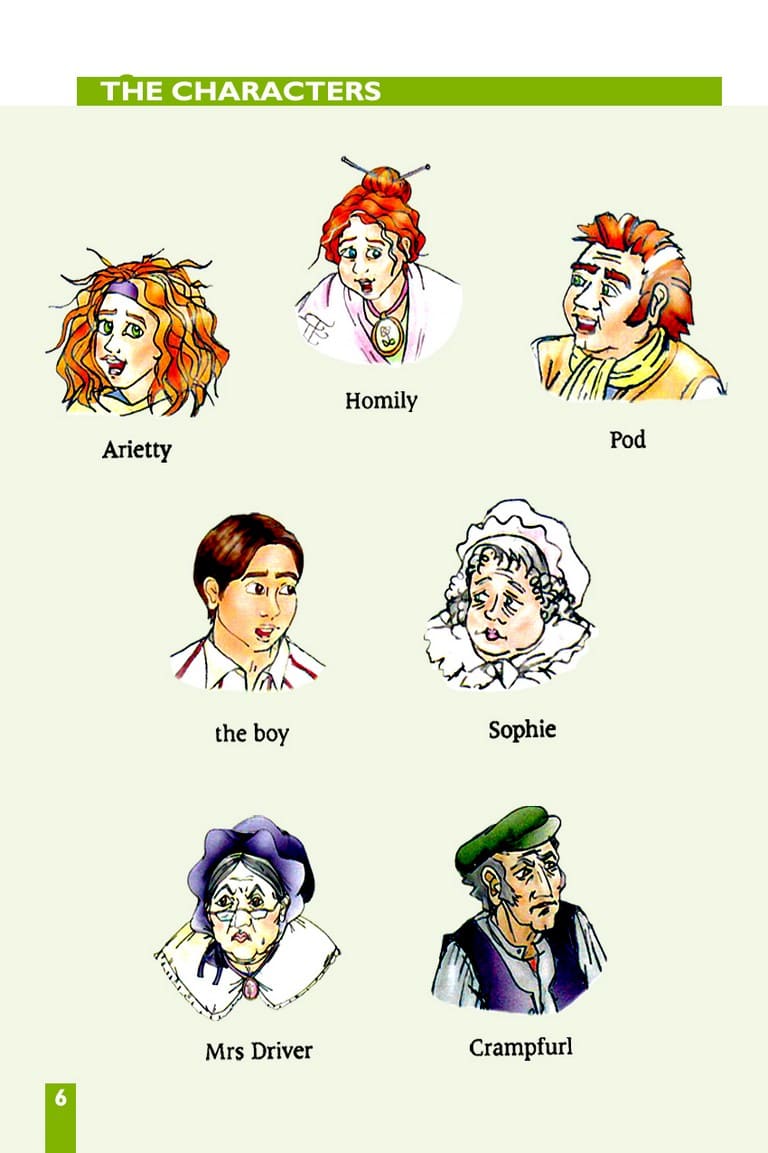 THE CHARACTERS
Homily
Arietty
Pod
the boy
Sophie
Mrs Driver
Crampfurl
6